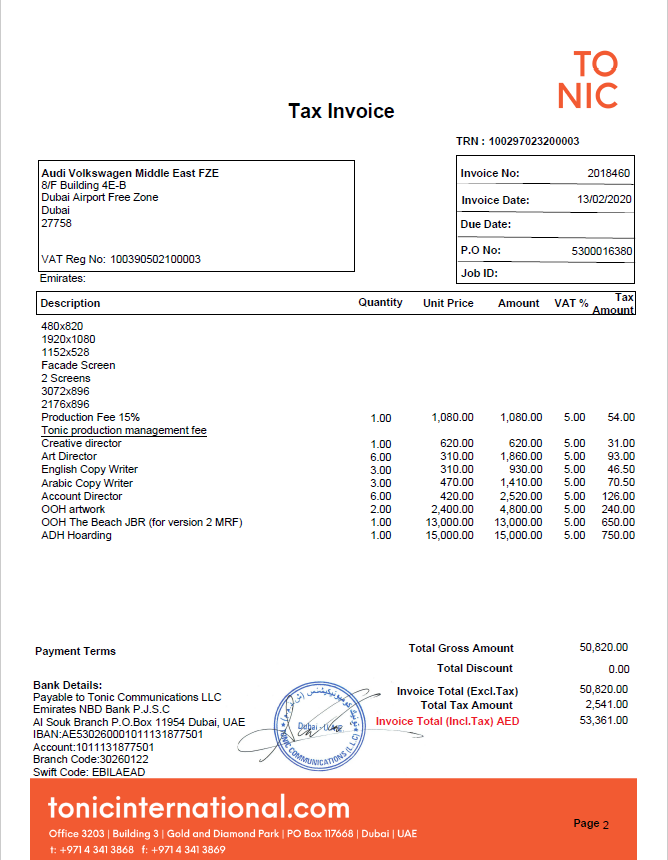 TO
NIC
Tax Invoice
TRN : 100297023200003
Audi Volkswagen Middle East FZE
8/F Building 4E-B
Dubai Airport Free Zone
Dubai
27758
VAT Reg No: 100390502100003
Emirates:
Invoice No: 2018460
Invoice Date: 13/02/2020
Due Date:
P.O No: 5300016380
Job ID:
Description Quantity Unit Price Amount VAT % Tax Amount
480x820
1920x1080
1152x528
Facade Screen
2 Screens
3072x896
2176x896
Production Fee 15% 1.00 1,080.00 1,080.00 5.00 54.00
Tonic production management fee
Creative director 1.00 620.00 620.00 5.00 31.00
Art Director 6.00 310.00 1,860.00 5.00 93.00
English Copy Writer 3.00 310.00 930.00 5.00 46.50
Arabic Copy Writer 3.00 470.00 1,410.00 5.00 70.50
Account Director 6.00 420.00 2,520.00 5.00 126.00
OOH artwork 2.00 2,400.00 4,800.00 5.00 240.00
OOH The Beach JBR (for version 2 MRF) 1.00 13,000.00 13,000.00 5.00 650.00
ADH Hoarding 1.00 15,000.00 15,000.00 5.00 750.00
Payment Terms
Total Gross Amount 50,820.00
Total Discount 0.00
Invoice Total (Excl.Tax) 50,820.00
Total Tax Amount 2,541.00
Invoice Total (Incl.Tax) AED 53,361.00
Bank Details:
Payable to Tonic Communications LLC
Emirates NBD Bank P.J.S.C
Al Souk Branch P.O.Box 11954 Dubai, UAE
IBAN:AE530260001011131877501
Account:1011131877501
Branch Code:30260122
Swift Code: EBILAEAD
Dubai - U.A.E.
TONIC COMMUNICATIONS (L.L.C)
tonicinternational.com
Office 3203 | Building 3 | Gold and Diamond Park | PO Box 117668 | Dubai | UAE
t: +971 4 341 3868 f: +971 4 341 3869
Page 2